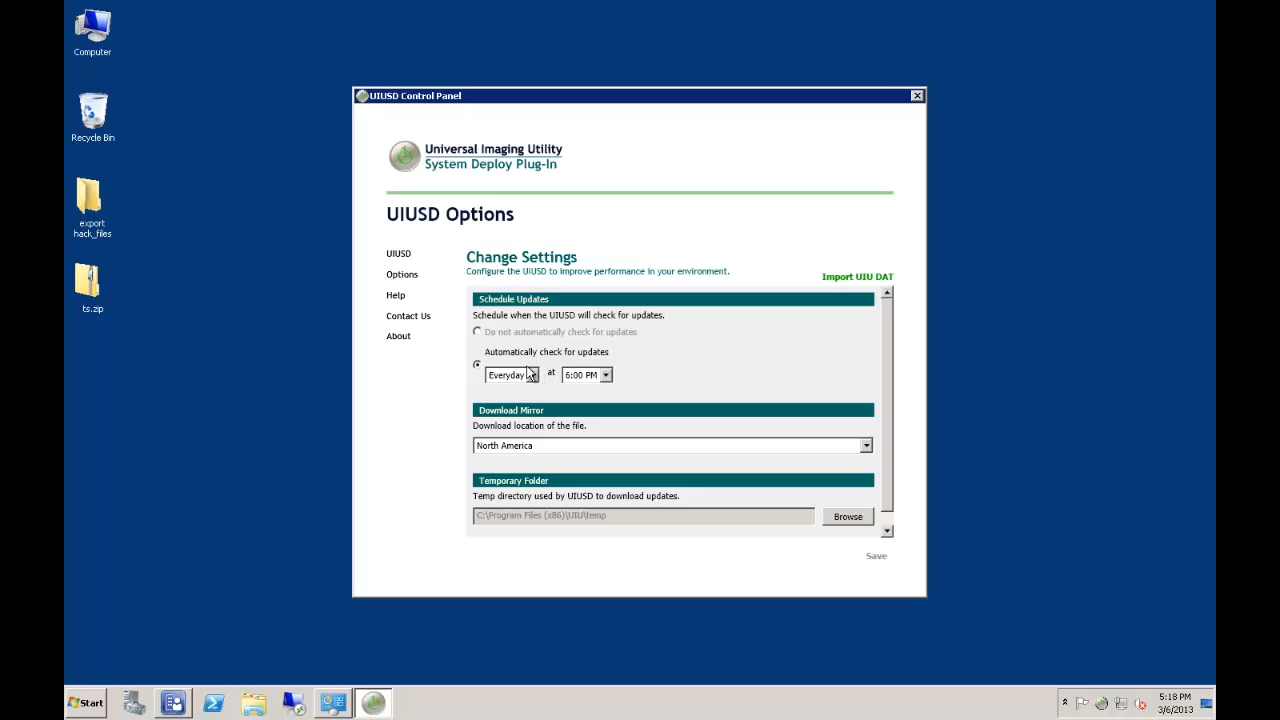 Computer
Recycle Bin
export
hack_files
ts.zip
UIUSD Control Panel
Universal Imaging Utility
System Deploy Plug-In
UIUSD Options
UIUSD
Options
Help
Contact Us
About
Change Settings
Configure the UIUSD to improve performance in your environment.
Import UIU DAT
Schedule Updates
Schedule when the UIUSD will check for updates.
Do not automatically check for updates
Automatically check for updates
Everyday at 6:00 PM
Download Mirror
Download location of the file.
North America
Temporary Folder
Temp directory used by UIUSD to download updates.
C:\Program Files (x86)\UIU\temp
Browse
Save
Start
5:18 PM
3/6/2013